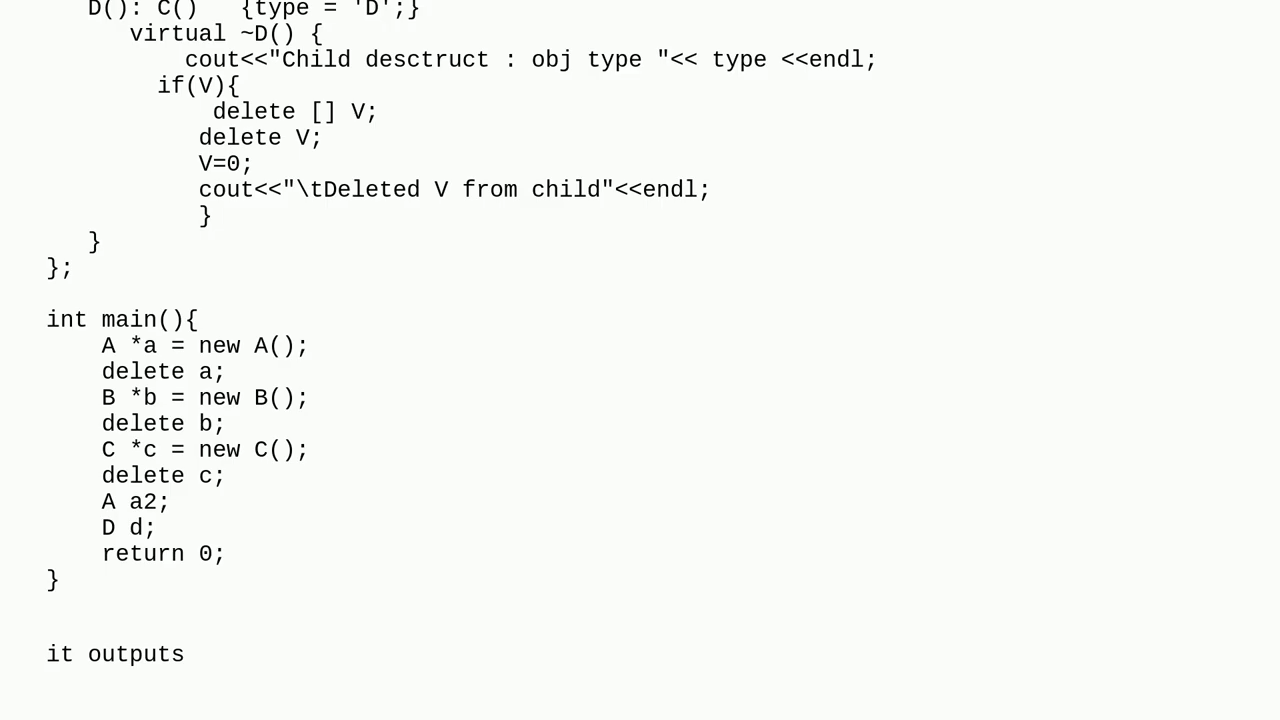 D(): C()   {type = 'D';}
virtual ~D() {
cout<<"Child desctruct : obj type "<< type <<endl;
if(V){
delete [] V;
delete V;
V=0;
cout<<"\tDeleted V from child"<<endl;
}
}
};
int main(){
A *a = new A();
delete a;
B *b = new B();
delete b;
C *c = new C();
delete c;
A a2;
D d;
return 0;
}
it outputs